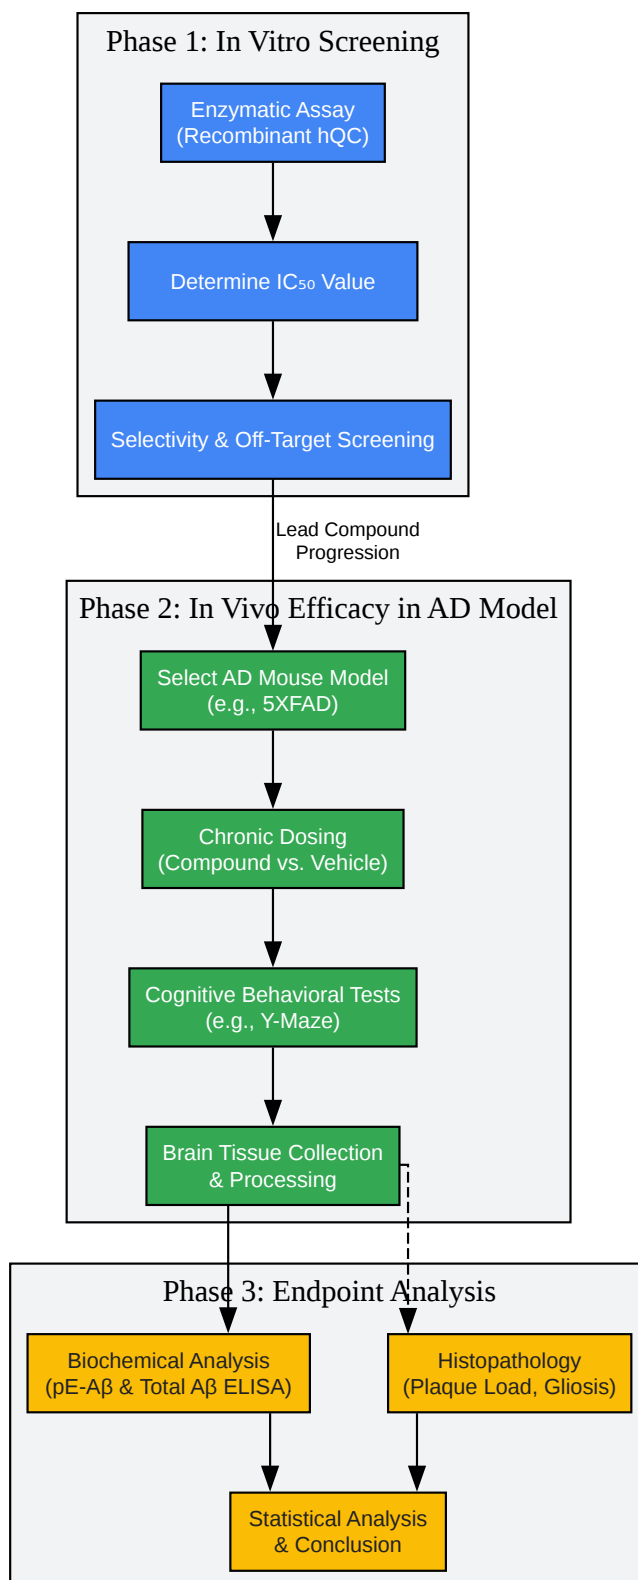 Phase 1: In Vitro Screening
Enzymatic Assay
(Recombinant hQC)
Determine IC₅₀ Value
Selectivity & Off-Target Screening
Lead Compound
Progression
Phase 2: In Vivo Efficacy in AD Model
Select AD Mouse Model
(e.g., 5XFAD)
Chronic Dosing
(Compound vs. Vehicle)
Cognitive Behavioral Tests
(e.g., Y-Maze)
Brain Tissue Collection
& Processing
Phase 3: Endpoint Analysis
Biochemical Analysis
(pE-Aβ & Total Aβ ELISA)
Histopathology
(Plaque Load, Gliosis)
Statistical Analysis
& Conclusion